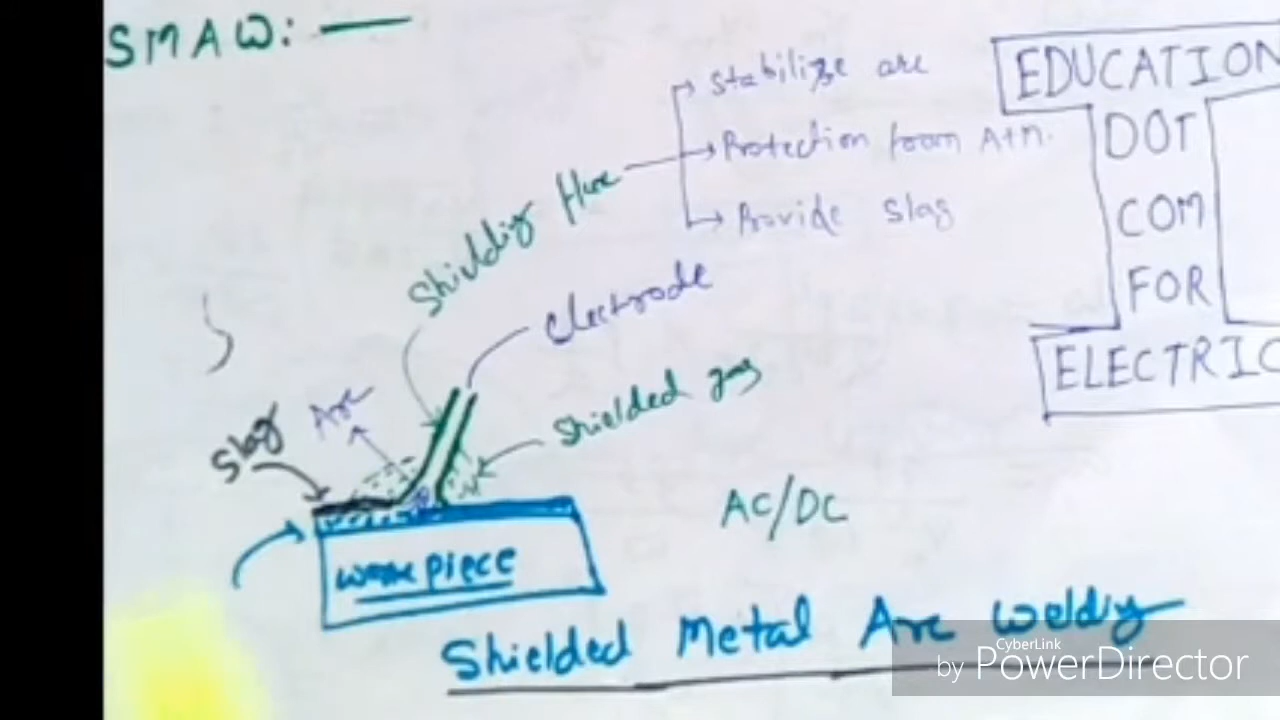 SMAW: —
Stabilize arc
Protection from Atm.
Provide slag
Shielding flux
Electrode
Shielded gas
Slag
Arc
workpiece
AC/DC
Shielded Metal Arc welding
EDUCATION
DOT
COM
FOR
ELECTRIC
CyberLink
by PowerDirector